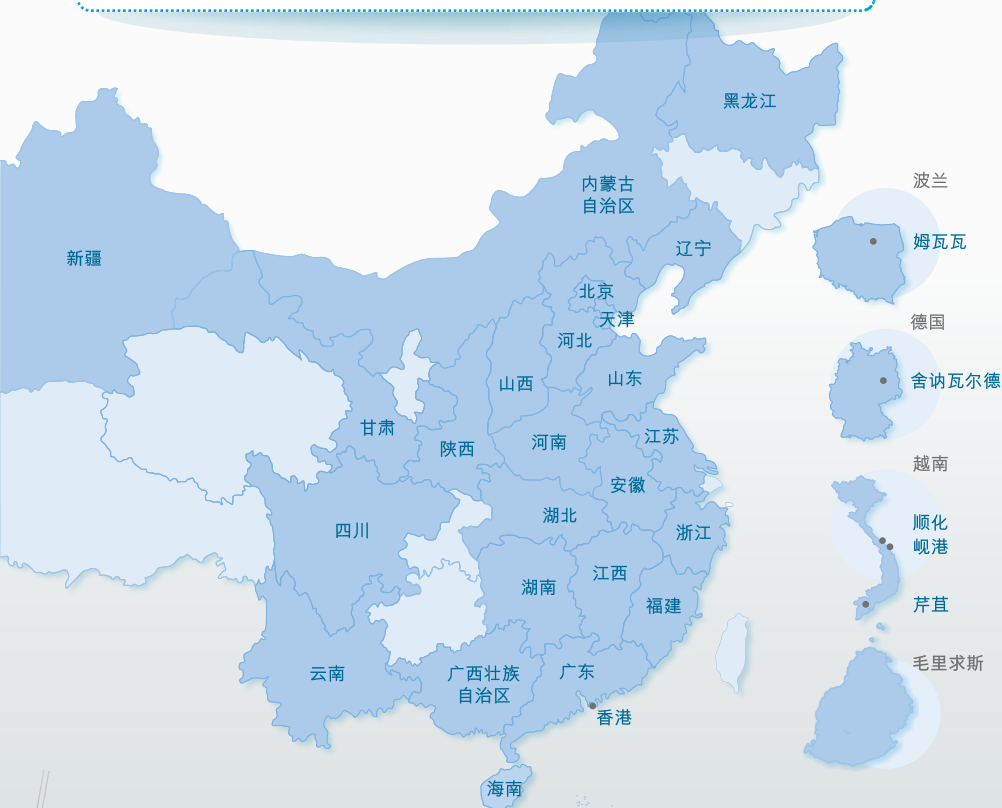 黑龙江
内蒙古
自治区
辽宁
新疆
北京
天津
河北
山西
山东
甘肃
陕西
河南
江苏
安徽
四川
湖北
浙江
湖南
江西
福建
云南
广西壮族
自治区
广东
香港
海南
波兰
姆瓦瓦
德国
舍讷瓦尔德
越南
顺化
岘港
芹苴
毛里求斯